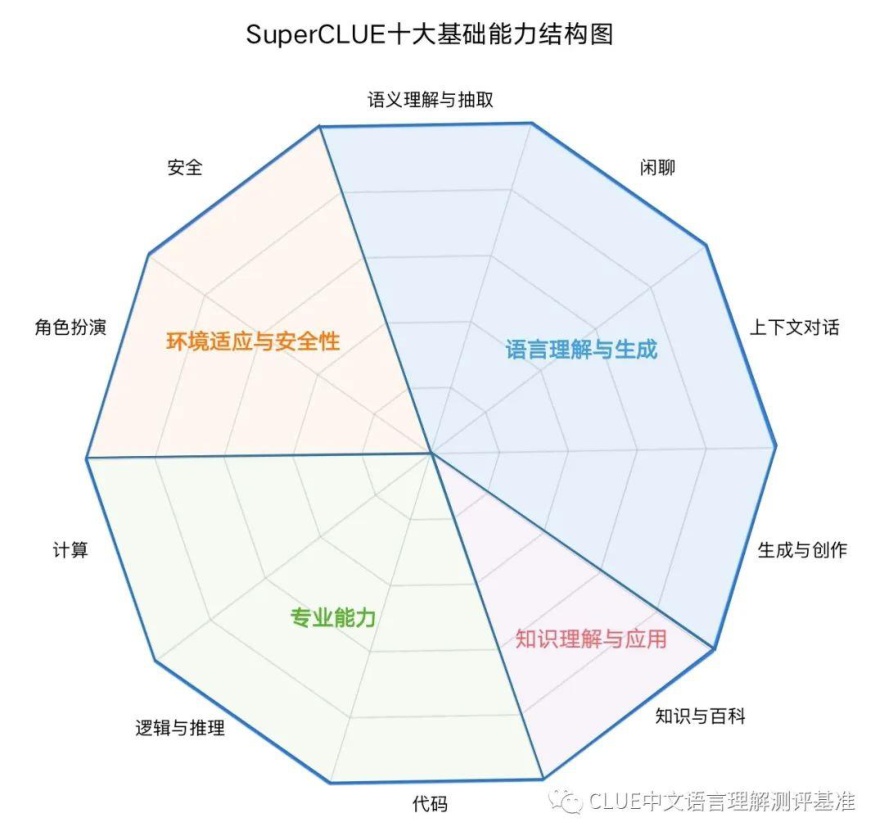 SuperCLUE十大基础能力结构图
语义理解与抽取
安全
闲聊
角色扮演
环境适应与安全性
语言理解与生成
上下文对话
计算
生成与创作
专业能力
知识理解与应用
逻辑与推理
知识与百科
代码
CLUE中文语言理解测评基准